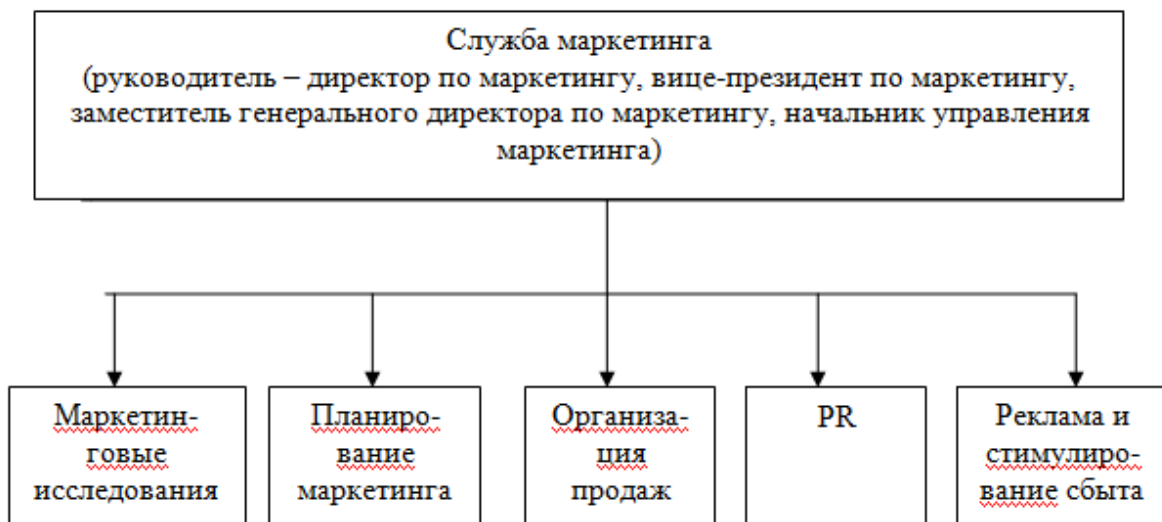 Служба маркетинга
(руководитель – директор по маркетингу, вице-президент по маркетингу,
заместитель генерального директора по маркетингу, начальник управления
маркетинга)
Маркетин-
говые
исследования
Планиро-
вание
маркетинга
Организа-
ция
продаж
PR
Реклама и
стимулиро-
вание сбыта